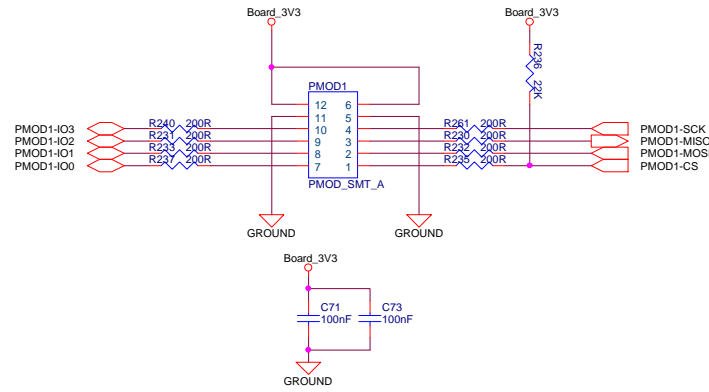 Board_3V3
Board_3V3
R236
22K
PMOD1
12 6
11 5
PMOD1-IO3 R240 200R 10 4 R261 200R PMOD1-SCK
PMOD1-IO2 R231 200R 9 3 R230 200R PMOD1-MISO
PMOD1-IO1 R233 200R 8 2 R232 200R PMOD1-MOS
PMOD1-IO0 R237 200R 7 1 R235 200R PMOD1-CS
PMOD_SMT_A
GROUND GROUND
Board_3V3
C71 C73
100nF 100nF
GROUND